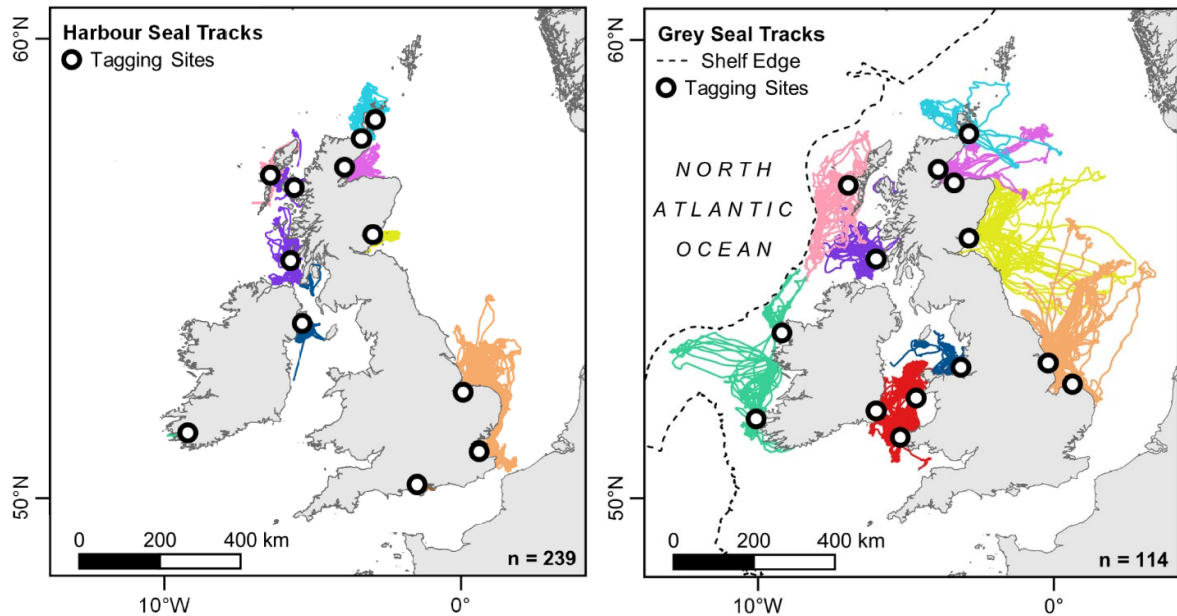 Harbour Seal Tracks
Tagging Sites
60°N
50°N
0 200 400 km
n = 239
10°W 0°
Grey Seal Tracks
Shelf Edge
Tagging Sites
60°N
NORTH
ATLANTIC
OCEAN
50°N
0 200 400 km
n = 114
10°W 0°